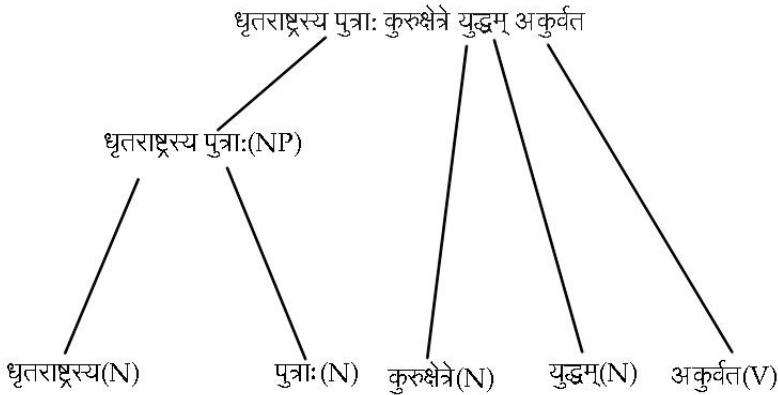 धृतराष्ट्रस्य पुत्रा: कुरुक्षेत्रे युद्धम् अकुर्वत
धृतराष्ट्रस्य पुत्रा:(NP)
धृतराष्ट्रस्य(N) पुत्राः(N) कुरुक्षेत्रे(N) युद्धम्(N) अकुर्वत(V)